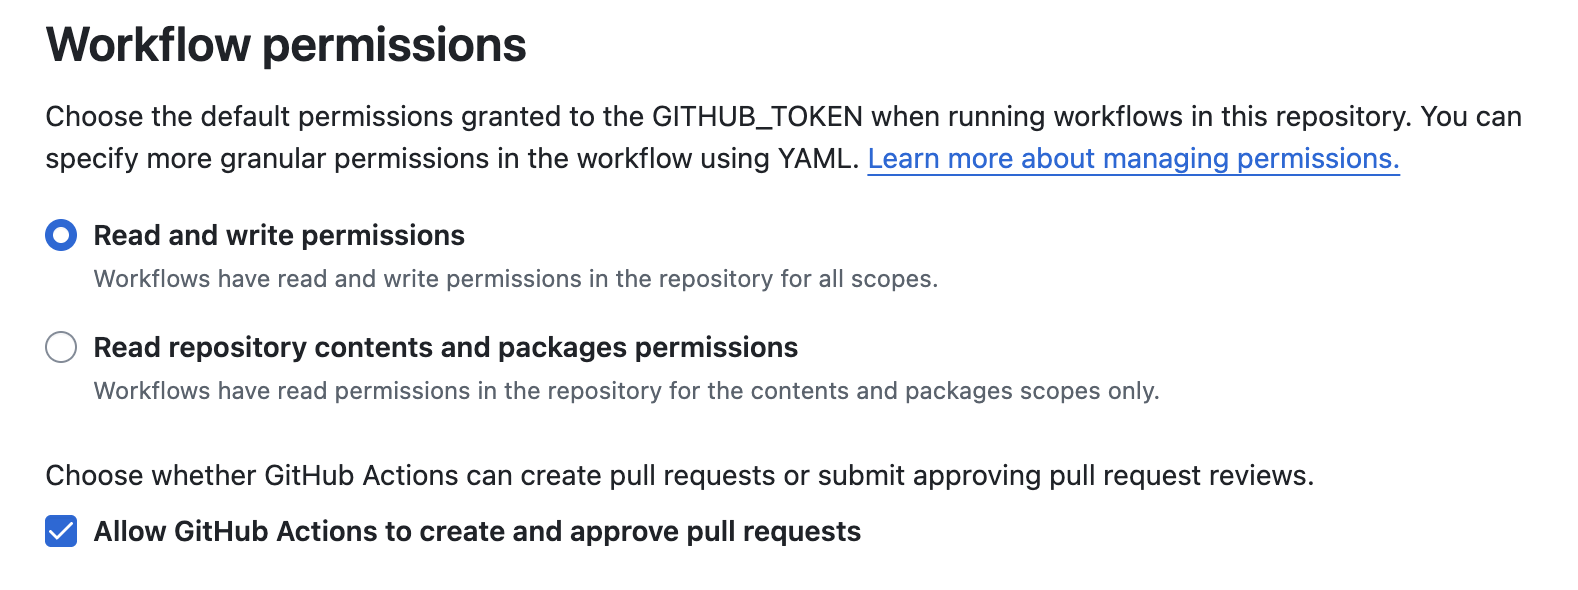 Workflow permissions
Choose the default permissions granted to the GITHUB_TOKEN when running workflows in this repository. You can
specify more granular permissions in the workflow using YAML. Learn more about managing permissions.
Read and write permissions
Workflows have read and write permissions in the repository for all scopes.
Read repository contents and packages permissions
Workflows have read permissions in the repository for the contents and packages scopes only.
Choose whether GitHub Actions can create pull requests or submit approving pull request reviews.
Allow GitHub Actions to create and approve pull requests